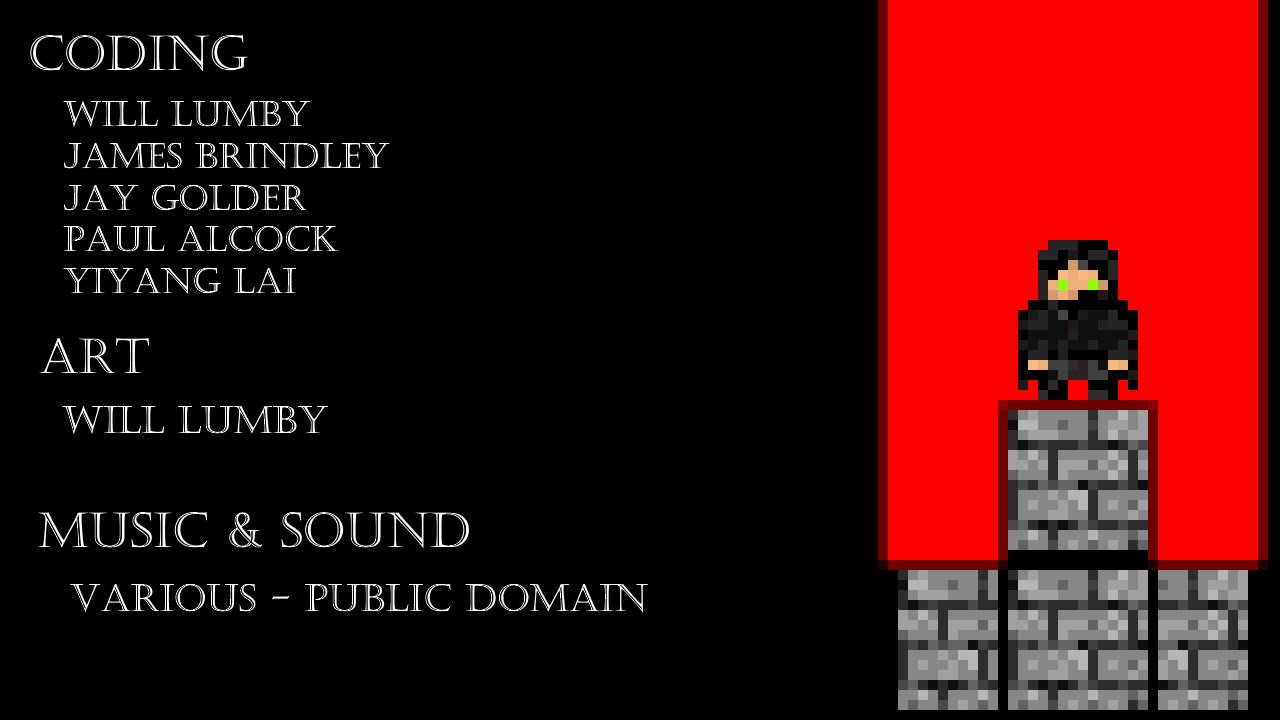 CODING
WILL LUMBY
JAMES BRINDLEY
JAY GOLDER
PAUL ALCOCK
YIYANG LAI
ART
WILL LUMBY
MUSIC & SOUND
VARIOUS - PUBLIC DOMAIN